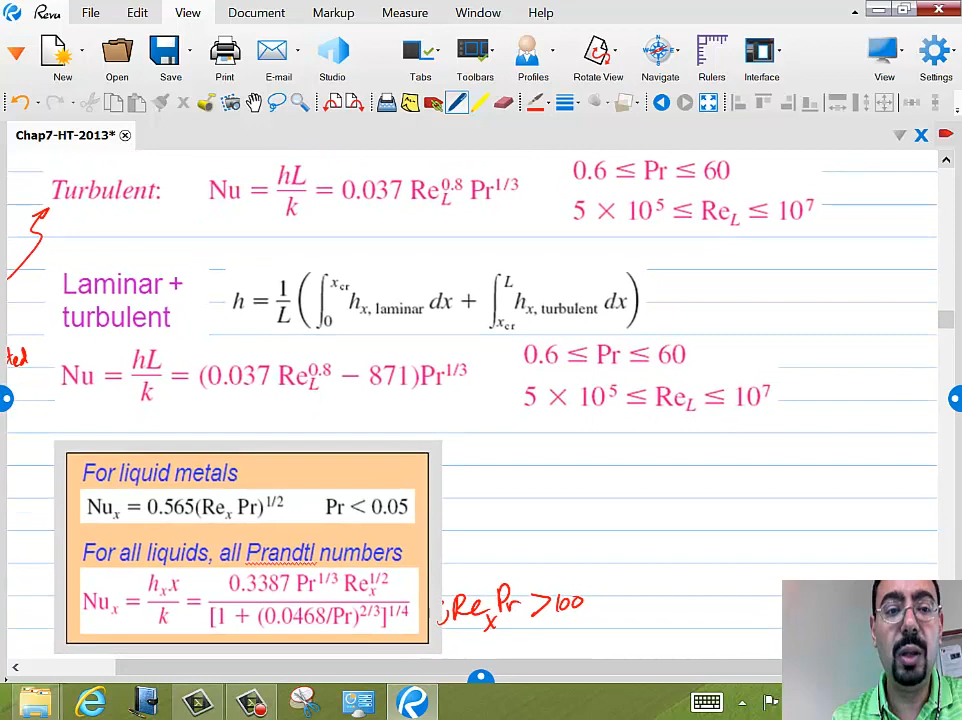 Revu File Edit View Document Markup Measure Window Help
New Open Save Print E-mail Studio Tabs Toolbars Profiles Rotate View Navigate Rulers Interface View Settings
Chap7-HT-2013*
Turbulent: Nu = hL/k = 0.037 Re_L^0.8 Pr^1/3 0.6 ≤ Pr ≤ 60
5 × 10^5 ≤ Re_L ≤ 10^7
Laminar +
turbulent
h = 1/L (∫_0^x_cr h_x, laminar dx + ∫_x_cr^L h_x, turbulent dx)
ted
Nu = hL/k = (0.037 Re_L^0.8 − 871)Pr^1/3 0.6 ≤ Pr ≤ 60
5 × 10^5 ≤ Re_L ≤ 10^7
For liquid metals
Nu_x = 0.565(Re_x Pr)^1/2 Pr < 0.05
For all liquids, all Prandtl numbers
Nu_x = h_x x/k = 0.3387 Pr^1/3 Re_x^1/2 / [1 + (0.0468/Pr)^2/3]^1/4 ; Re_x Pr > 100